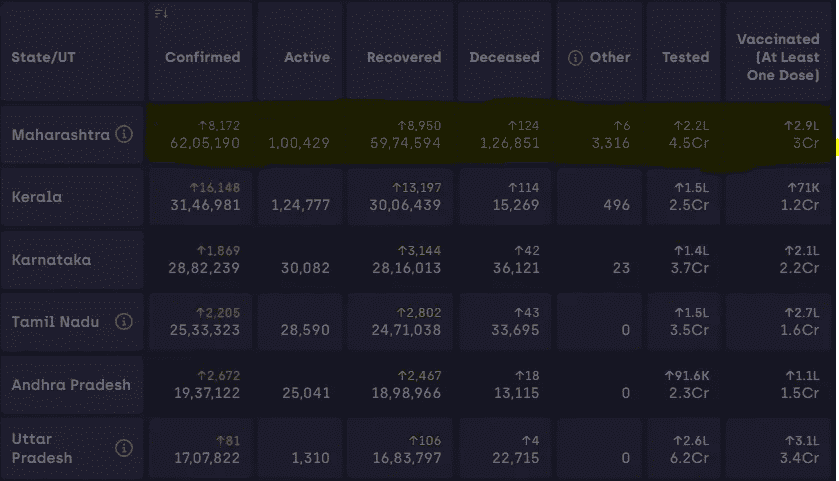 State/UT Confirmed Active Recovered Deceased Other Tested Vaccinated (At Least One Dose)
↑8,172 ↑8,950 ↑124 ↑6 ↑2.2L ↑2.9L
Maharashtra 62,05,190 1,00,429 59,74,594 1,26,851 3,316 4.5Cr 3Cr
↑16,148 ↑13,197 ↑114 ↑1.5L ↑71K
Kerala 31,46,981 1,24,777 30,06,439 15,269 496 2.5Cr 1.2Cr
↑1,869 ↑3,144 ↑42 ↑1.4L ↑2.1L
Karnataka 28,82,239 30,082 28,16,013 36,121 23 3.7Cr 2.2Cr
↑2,205 ↑2,802 ↑43 ↑1.5L ↑2.7L
Tamil Nadu 25,33,323 28,590 24,71,038 33,695 0 3.5Cr 1.6Cr
↑2,672 ↑2,467 ↑18 ↑91.6K ↑1.1L
Andhra Pradesh 19,37,122 25,041 18,98,966 13,115 0 2.3Cr 1.5Cr
↑81 ↑106 ↑4 ↑2.6L ↑3.1L
Uttar Pradesh 17,07,822 1,310 16,83,797 22,715 0 6.2Cr 3.4Cr